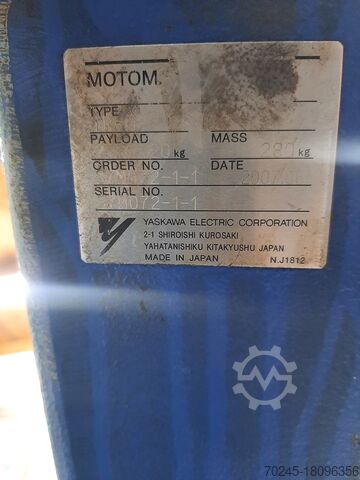 MOTOM
TYPE
PAYLOAD kg MASS 280 kg
ORDER NO. DATE
SERIAL NO.
YASKAWA ELECTRIC CORPORATION
2-1 SHIROISHI KUROSAKI
YAHATANISHIKU KITAKYUSHU JAPAN
MADE IN JAPAN N.J1812
70245-18096356